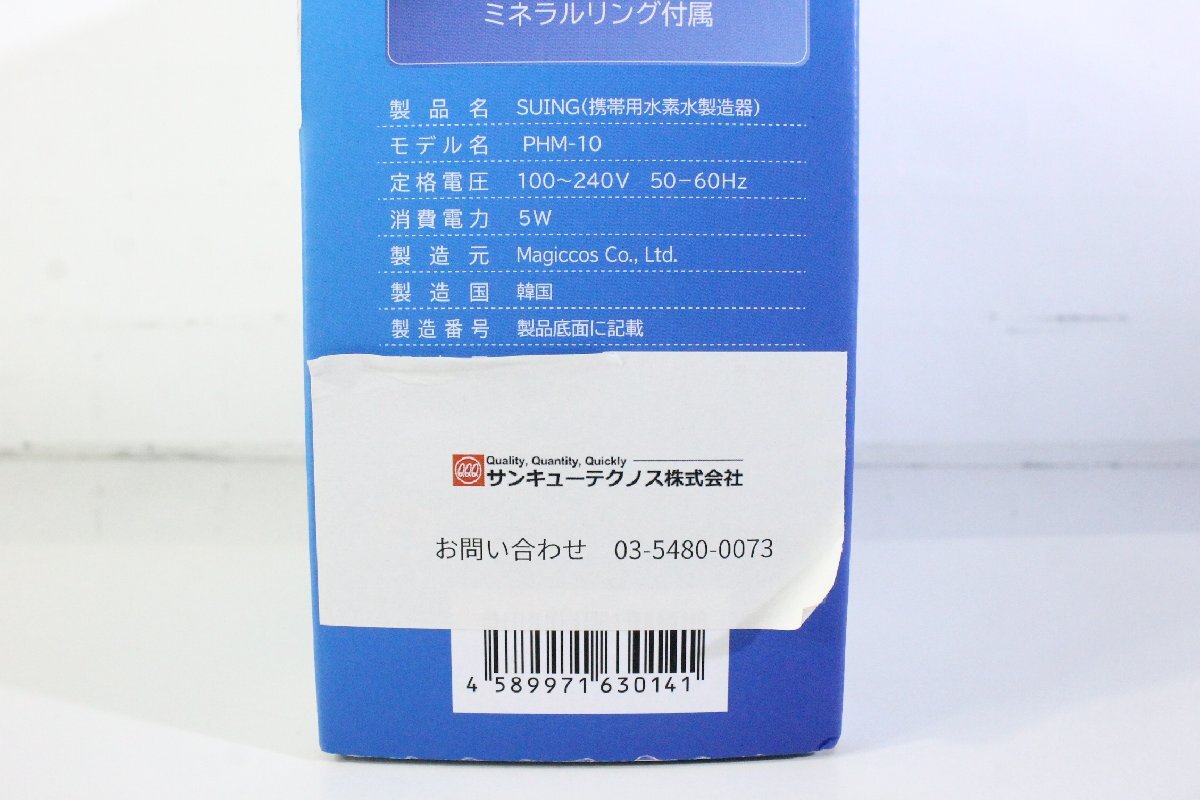 ミネラルリング付属
製品名 SUING(携帯用水素水製造器)
モデル名 PHM-10
定格電圧 100~240V 50-60Hz
消費電力 5W
製造元 Magiccos Co., Ltd.
製造国 韓国
製造番号 製品底面に記載
Quality, Quantity, Quickly
サンキューテクノス株式会社
お問い合わせ 03-5480-0073
4 589971 630141